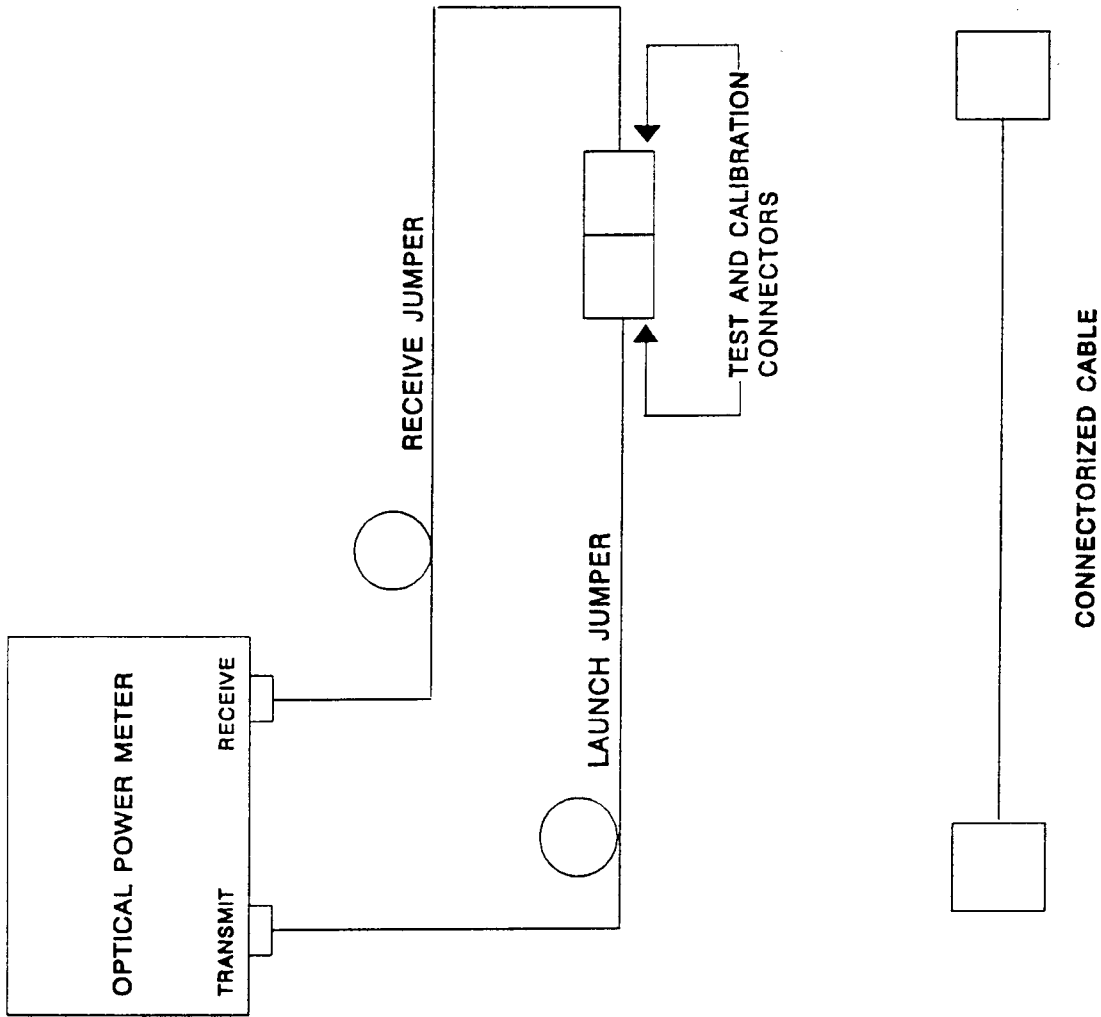 OPTICAL POWER METER
TRANSMIT
RECEIVE
RECEIVE JUMPER
LAUNCH JUMPER
TEST AND CALIBRATION
CONNECTORS
CONNECTORIZED CABLE